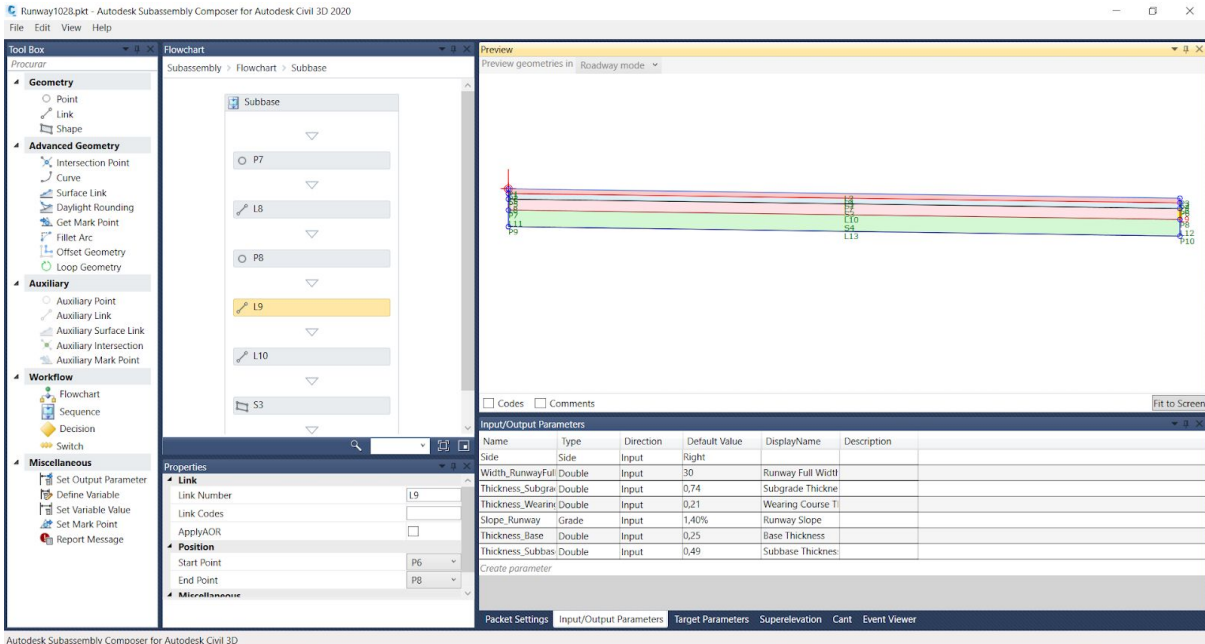 Runway1028.pkt - Autodesk Subassembly Composer for Autodesk Civil 3D 2020
File Edit View Help
Tool Box
Procurar
Geometry
Point
Link
Shape
Advanced Geometry
Intersection Point
Curve
Surface Link
Daylight Rounding
Get Mark Point
Fillet Arc
Offset Geometry
Loop Geometry
Auxiliary
Auxiliary Point
Auxiliary Link
Auxiliary Surface Link
Auxiliary Intersection
Auxiliary Mark Point
Workflow
Flowchart
Sequence
Decision
Switch
Miscellaneous
Set Output Parameter
Define Variable
Set Variable Value
Set Mark Point
Report Message
Flowchart
Subassembly > Flowchart > Subbase
Subbase
P7
L8
P8
L9
L10
S3
Properties
Link
Link Number L9
Link Codes
ApplyAOR
Position
Start Point P6
End Point P8
Miscellaneous
Preview
Preview geometries in Roadway mode
L10
S4
L13
P7
L11
P9
P8
L12
P10
Codes Comments
Fit to Screen
Input/Output Parameters
Name Type Direction Default Value DisplayName Description
Side Side Input Right
Width_RunwayFull Double Input 30 Runway Full Width
Thickness_Subgra Double Input 0,74 Subgrade Thickne
Thickness_Wearin Double Input 0,21 Wearing Course T
Slope_Runway Grade Input 1,40% Runway Slope
Thickness_Base Double Input 0,25 Base Thickness
Thickness_Subbas Double Input 0,49 Subbase Thicknes
Create parameter
Packet Settings Input/Output Parameters Target Parameters Superelevation Cant Event Viewer
Autodesk Subassembly Composer for Autodesk Civil 3D